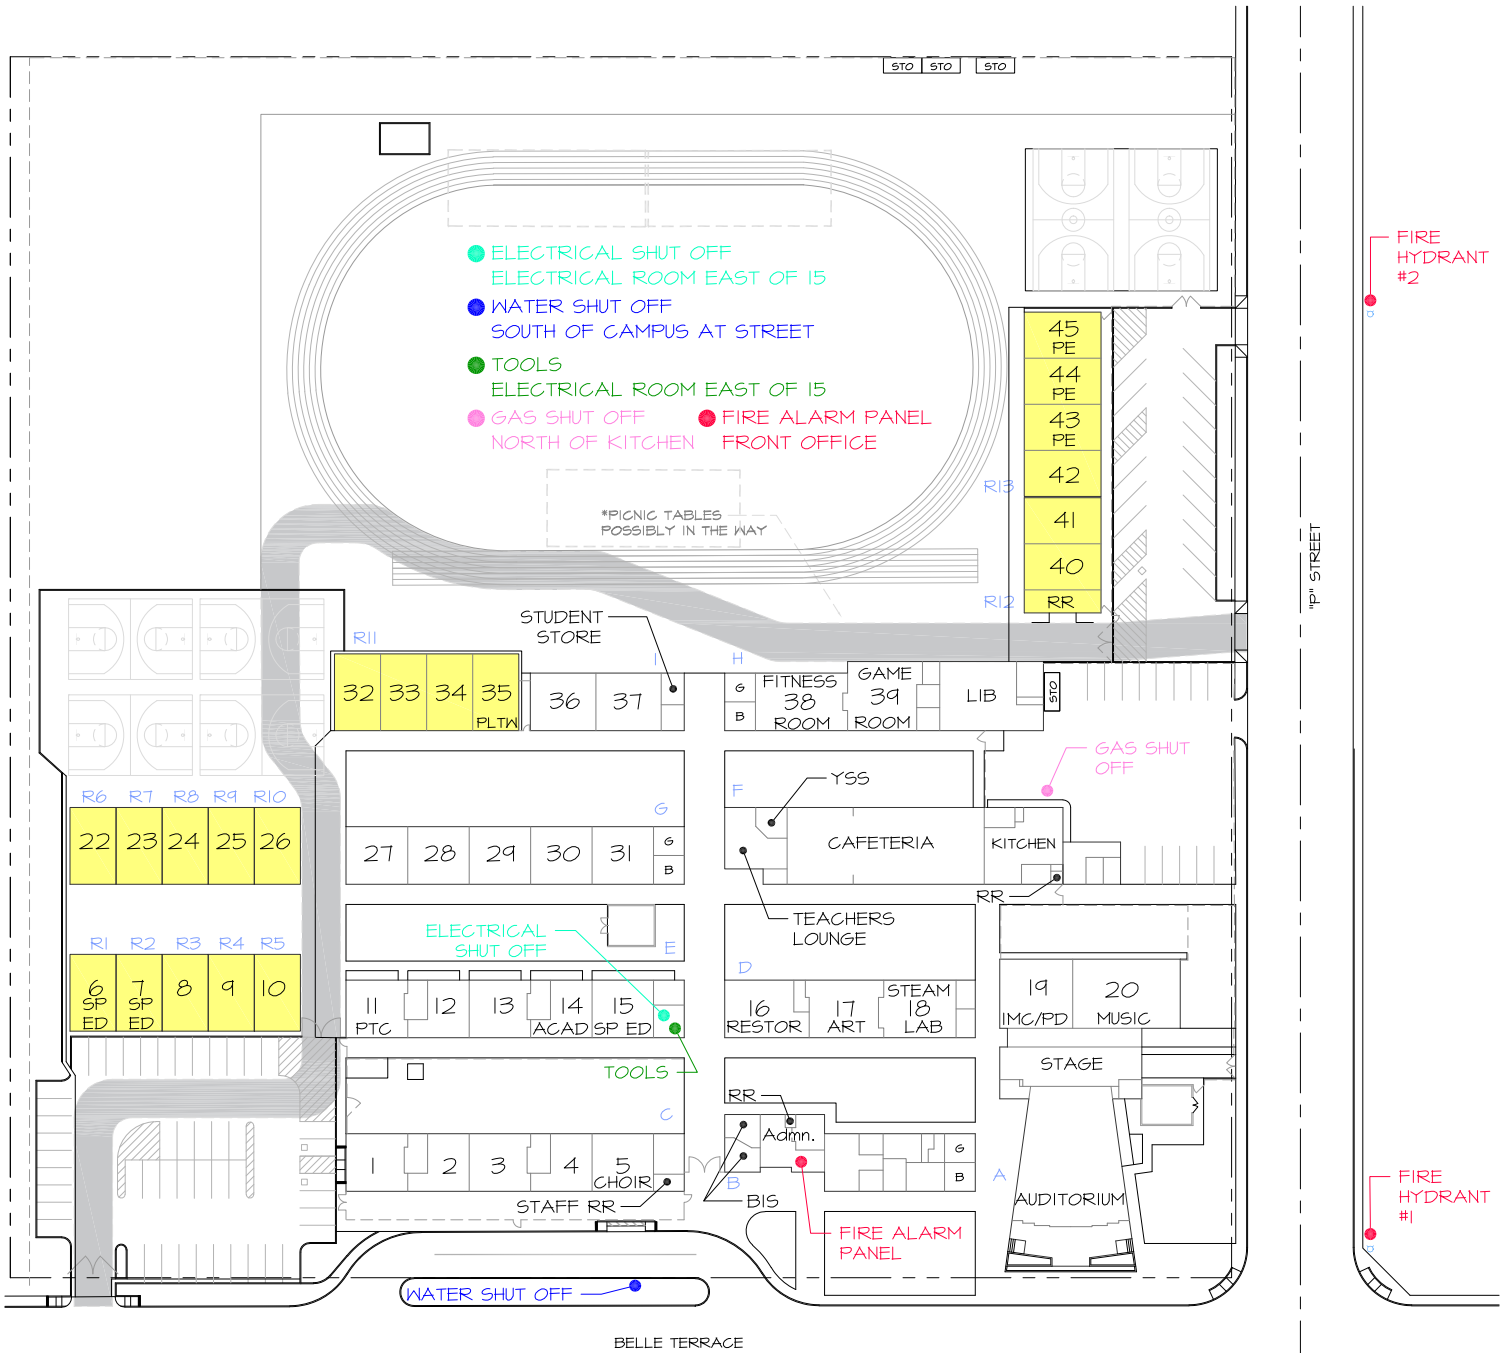 STO STO STO
FIRE
HYDRANT
#2
ELECTRICAL SHUT OFF
ELECTRICAL ROOM EAST OF 15
WATER SHUT OFF
SOUTH OF CAMPUS AT STREET
TOOLS
ELECTRICAL ROOM EAST OF 15
GAS SHUT OFF
NORTH OF KITCHEN
FIRE ALARM PANEL
FRONT OFFICE
45
PE
44
PE
43
PE
42
R13
41
40
R12
RR
*PICNIC TABLES
POSSIBLY IN THE WAY
"P" STREET
STUDENT
STORE
R11
I
H
32 33 34 35
PLTW
36 37
G
B
FITNESS
38
ROOM
GAME
39
ROOM
LIB
STO
GAS SHUT
OFF
YSS
F
G
R6 R7 R8 R9 R10
22 23 24 25 26
27 28 29 30 31
G
B
CAFETERIA
KITCHEN
RR
TEACHERS
LOUNGE
ELECTRICAL
SHUT OFF
E
D
R1 R2 R3 R4 R5
6
SP
ED
7
SP
ED
8 9 10
11
PTC
12 13 14
ACAD
15
SP ED
16
RESTOR
17
ART
STEAM
18
LAB
19
IMC/PD
20
MUSIC
STAGE
TOOLS
RR
C
Admn.
1 2 3 4 5
CHOIR
G
B
A
B
STAFF RR
BIS
AUDITORIUM
FIRE
HYDRANT
#1
FIRE ALARM
PANEL
WATER SHUT OFF
BELLE TERRACE